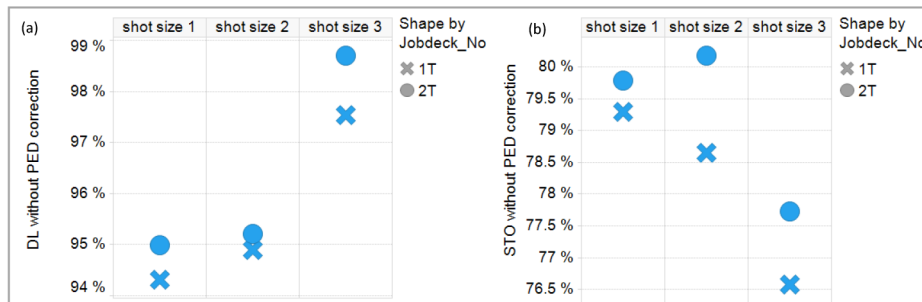 (a)
shot size 1 shot size 2 shot size 3
Shape by
Jobdeck_No
1T
2T
99 %
98 %
97 %
96 %
95 %
94 %
DL without PED correction
(b)
shot size 1 shot size 2 shot size 3
Shape by
Jobdeck_No
1T
2T
80 %
79.5 %
79 %
78.5 %
78 %
77.5 %
77 %
76.5 %
STO without PED correction